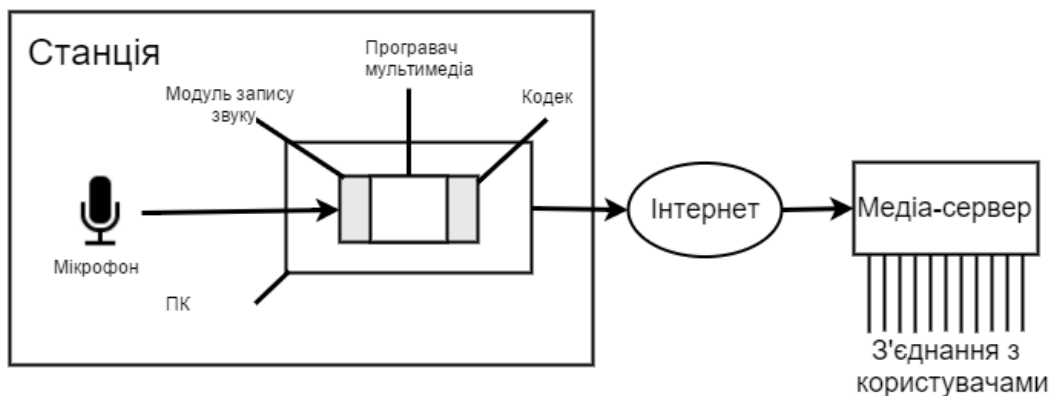 Станція
Програвач
мультимедіа
Модуль запису
звуку
Кодек
Інтернет
Медіа-сервер
Мікрофон
ПК
З'єднання з
користувачами